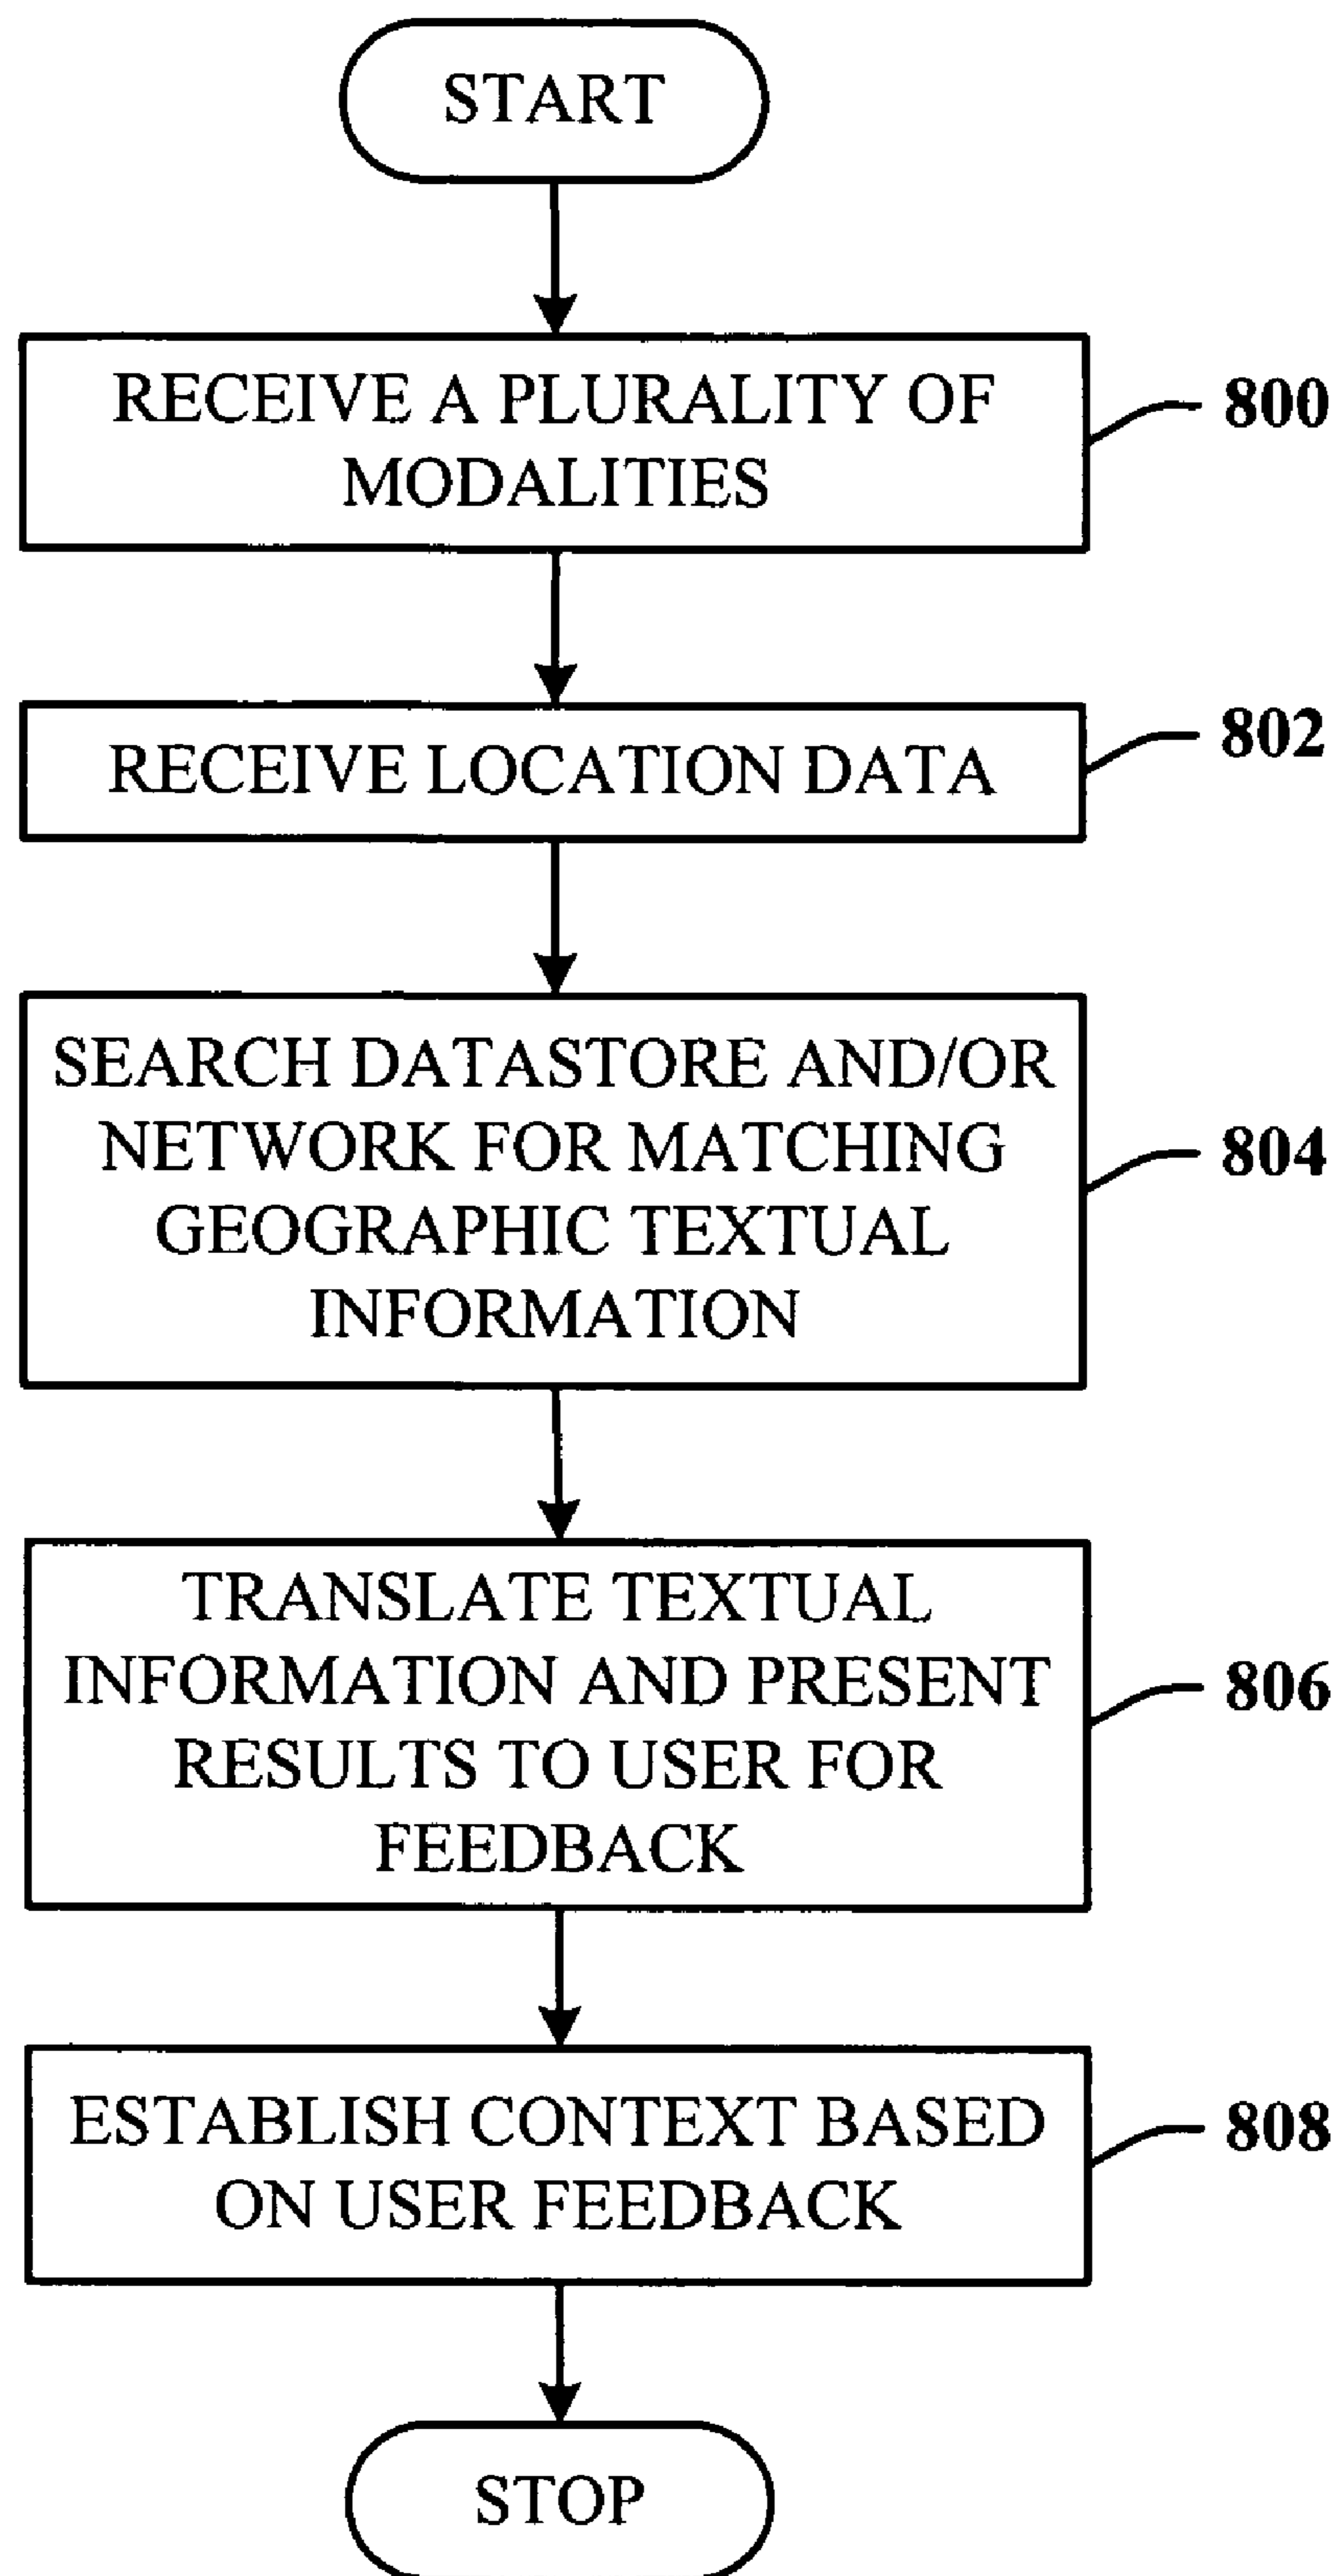 START
RECEIVE A PLURALITY OF
MODALITIES
800
RECEIVE LOCATION DATA
802
SEARCH DATASTORE AND/OR
NETWORK FOR MATCHING
GEOGRAPHIC TEXTUAL
INFORMATION
804
TRANSLATE TEXTUAL
INFORMATION AND PRESENT
RESULTS TO USER FOR
FEEDBACK
806
ESTABLISH CONTEXT BASED
ON USER FEEDBACK
808
STOP